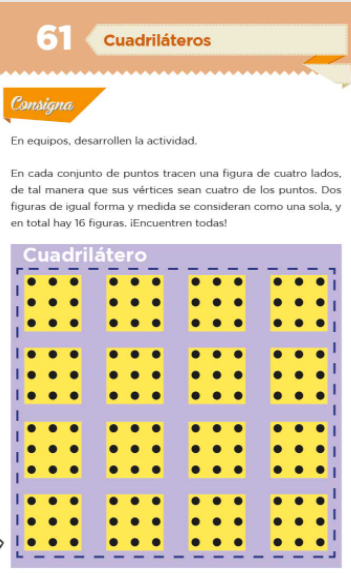 61 Cuadriláteros
Consigna
En equipos, desarrollen la actividad.
En cada conjunto de puntos tracen una figura de cuatro lados,
de tal manera que sus vértices sean cuatro de los puntos. Dos
figuras de igual forma y medida se consideran como una sola, y
en total hay 16 figuras. ¡Encuentren todas!
Cuadrilátero